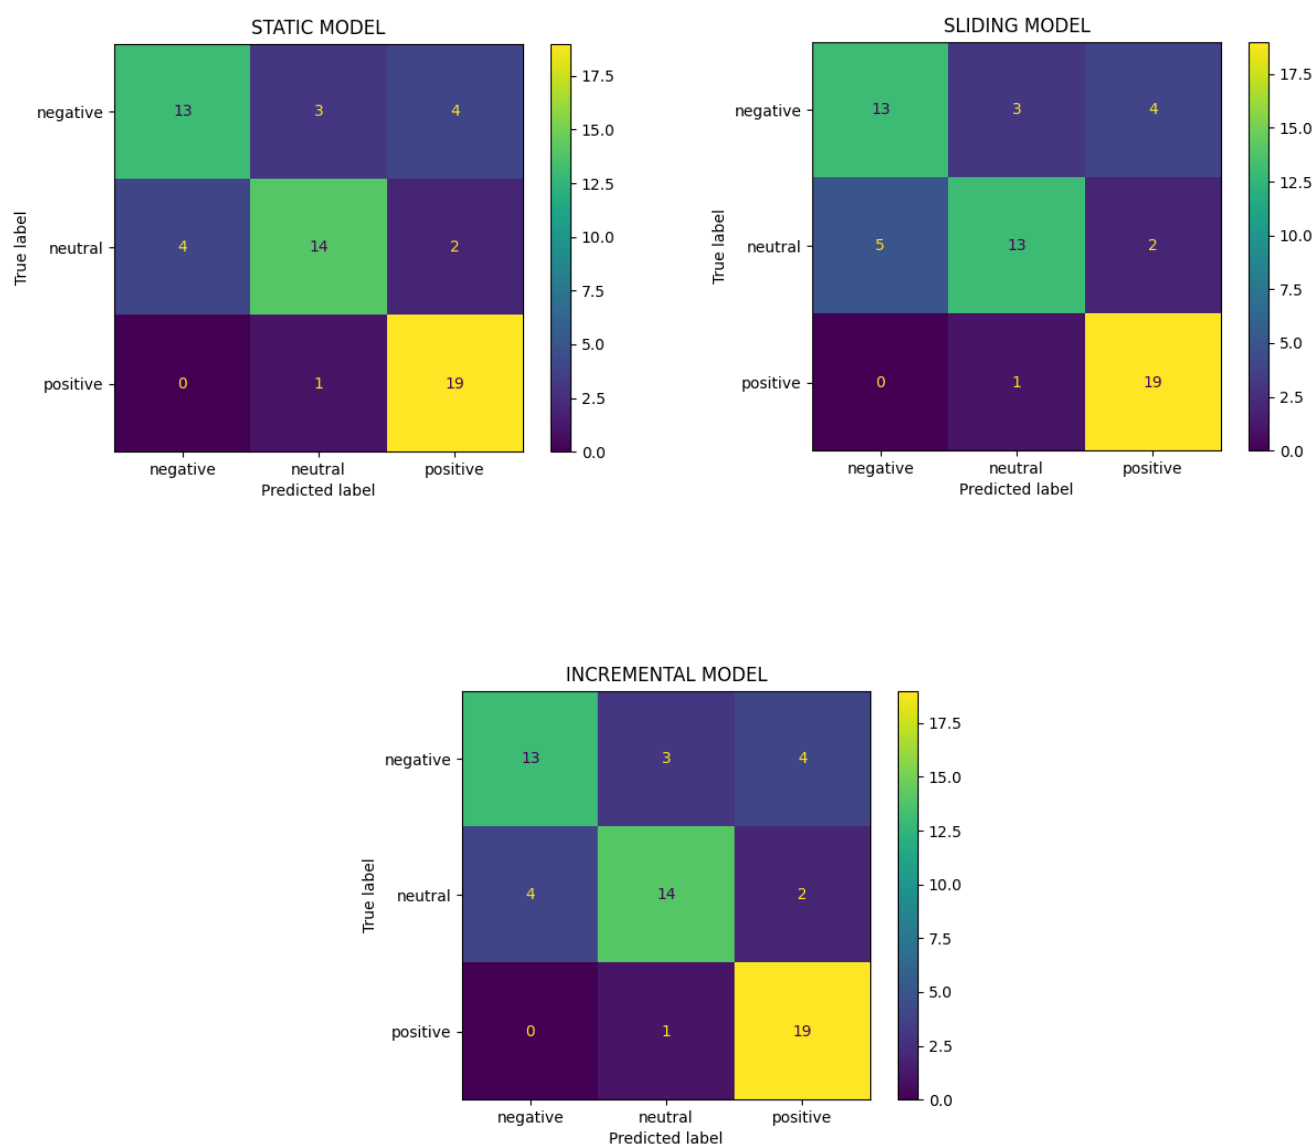 STATIC MODEL
negative 13 3 4
neutral 4 14 2
positive 0 1 19
negative neutral positive
Predicted label
True label
17.5
15.0
12.5
10.0
7.5
5.0
2.5
0.0
SLIDING MODEL
negative 13 3 4
neutral 5 13 2
positive 0 1 19
negative neutral positive
Predicted label
True label
17.5
15.0
12.5
10.0
7.5
5.0
2.5
0.0
INCREMENTAL MODEL
negative 13 3 4
neutral 4 14 2
positive 0 1 19
negative neutral positive
Predicted label
True label
17.5
15.0
12.5
10.0
7.5
5.0
2.5
0.0